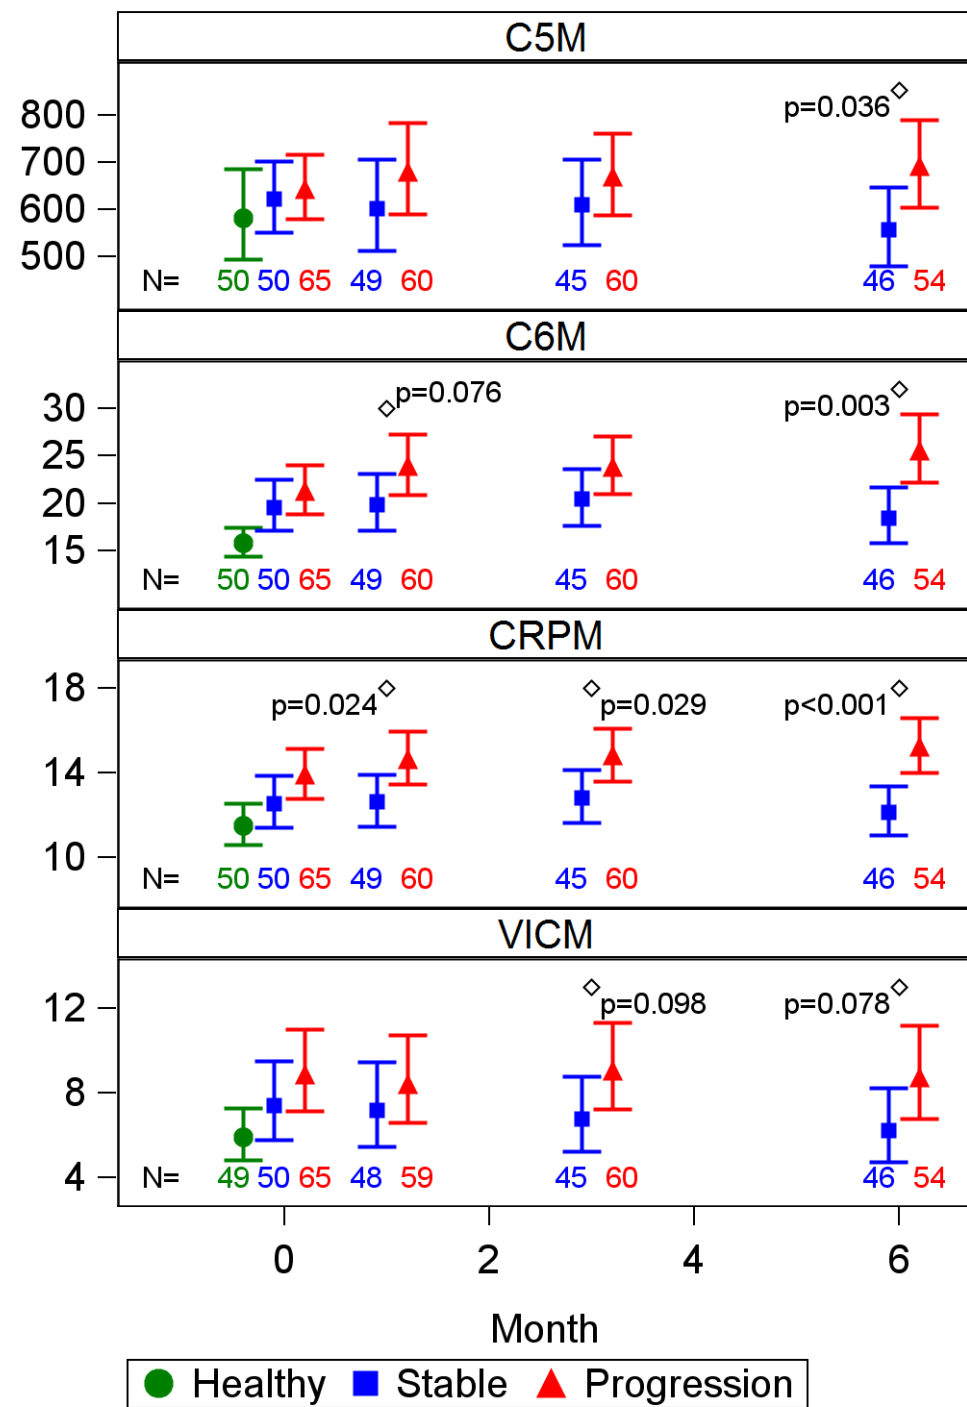 C5M
p=0.036
800
700
600
500
N= 50 50 65 49 60 45 60 46 54
C6M
p=0.076
p=0.003
30
25
20
15
N= 50 50 65 49 60 45 60 46 54
CRPM
18
p=0.024 p=0.029 p<0.001
14
10
N= 50 50 65 49 60 45 60 46 54
VICM
12 p=0.098 p=0.078
8
4 N= 49 50 65 48 59 45 60 46 54
0 2 4 6
Month
Healthy Stable Progression